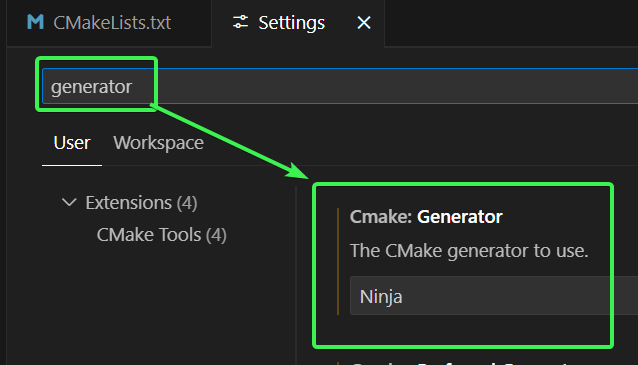 CMakeLists.txt
Settings
generator
User
Workspace
Extensions (4)
CMake Tools (4)
Cmake: Generator
The CMake generator to use.
Ninja